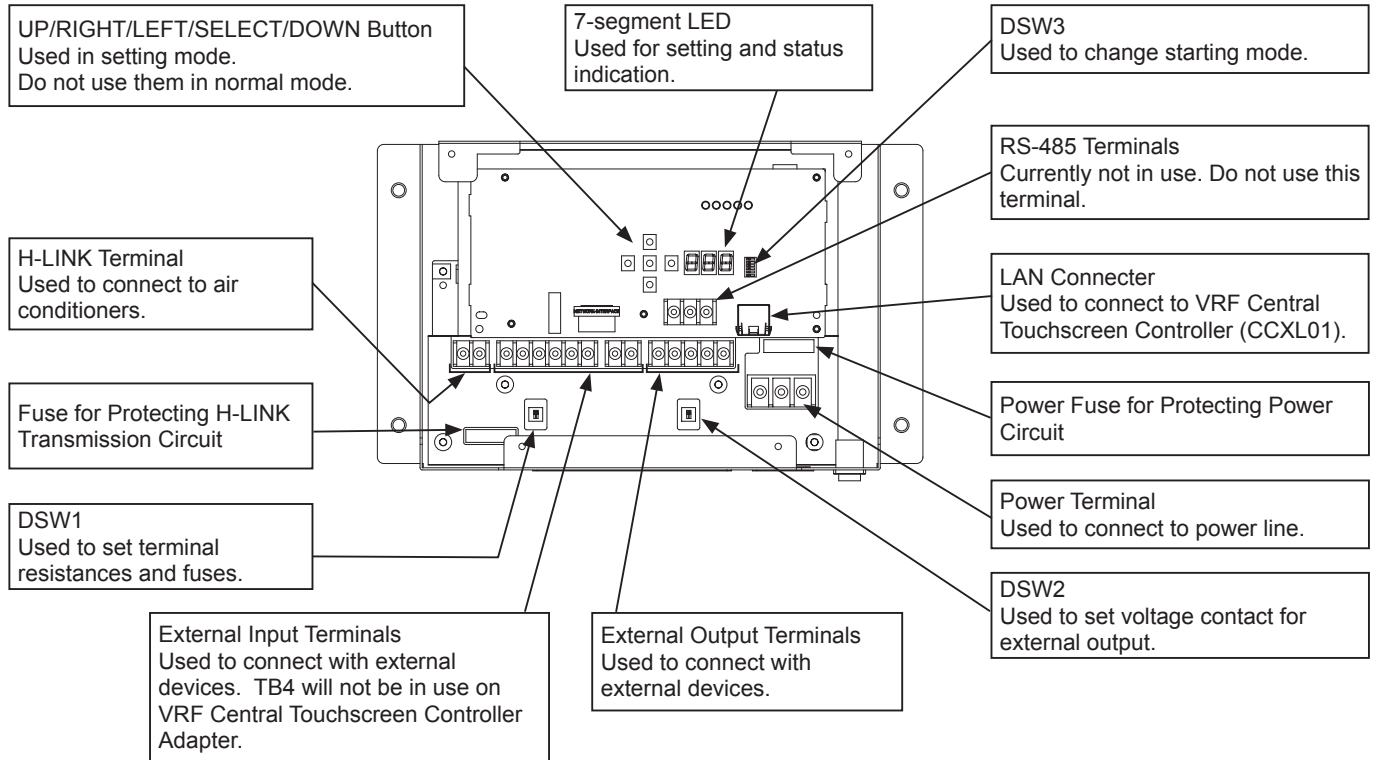 UP/RIGHT/LEFT/SELECT/DOWN Button
Used in setting mode.
Do not use them in normal mode.
7-segment LED
Used for setting and status
indication.
DSW3
Used to change starting mode.
RS-485 Terminals
Currently not in use. Do not use this
terminal.
H-LINK Terminal
Used to connect to air
conditioners.
LAN Connecter
Used to connect to VRF Central
Touchscreen Controller (CCXL01).
NETWORK-INTERFACE
Fuse for Protecting H-LINK
Transmission Circuit
Power Fuse for Protecting Power
Circuit
Power Terminal
Used to connect to power line.
DSW1
Used to set terminal
resistances and fuses.
DSW2
Used to set voltage contact for
external output.
External Input Terminals
Used to connect with external
devices.  TB4 will not be in use on
VRF Central Touchscreen Controller
Adapter.
External Output Terminals
Used to connect with
external devices.